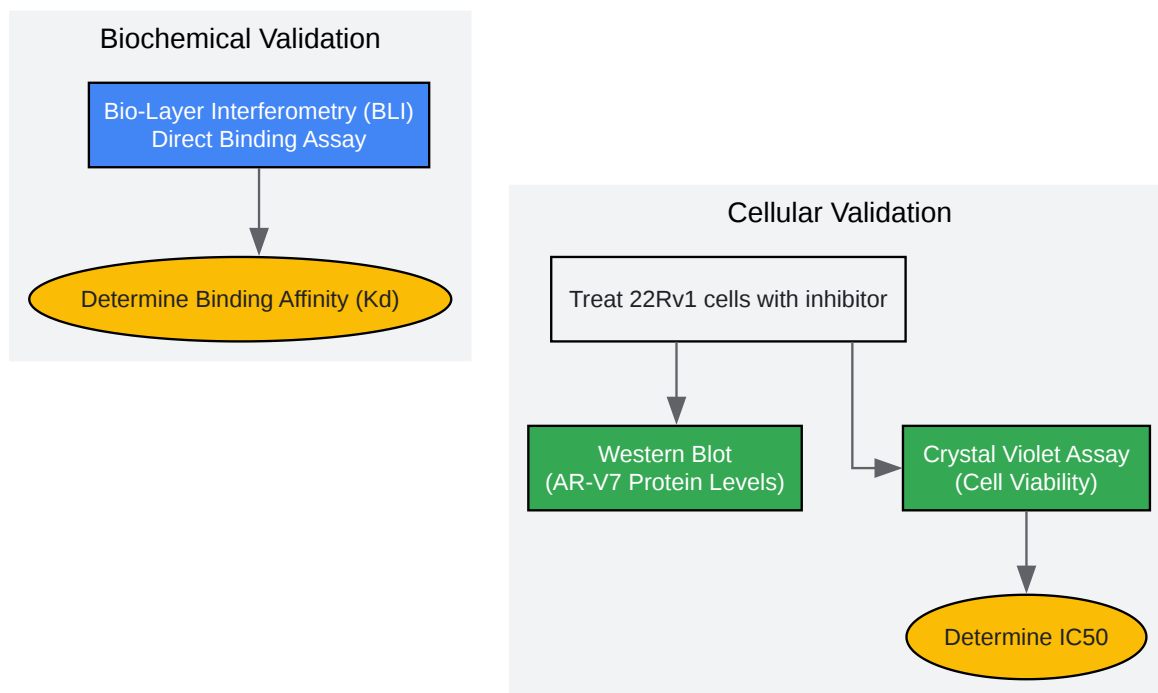 Biochemical Validation
Bio-Layer Interferometry (BLI)
Direct Binding Assay
Determine Binding Affinity (Kd)
Cellular Validation
Treat 22Rv1 cells with inhibitor
Western Blot
(AR-V7 Protein Levels)
Crystal Violet Assay
(Cell Viability)
Determine IC50